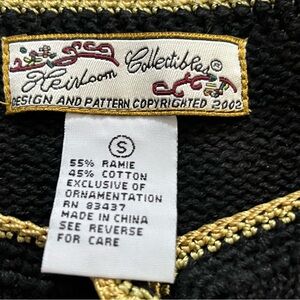 Heirloom Collectibles®
DESIGN AND PATTERN COPYRIGHTED 2002
S
55% RAMIE
45% COTTON
EXCLUSIVE OF
ORNAMENTATION
RN 83437
MADE IN CHINA
SEE REVERSE
FOR CARE